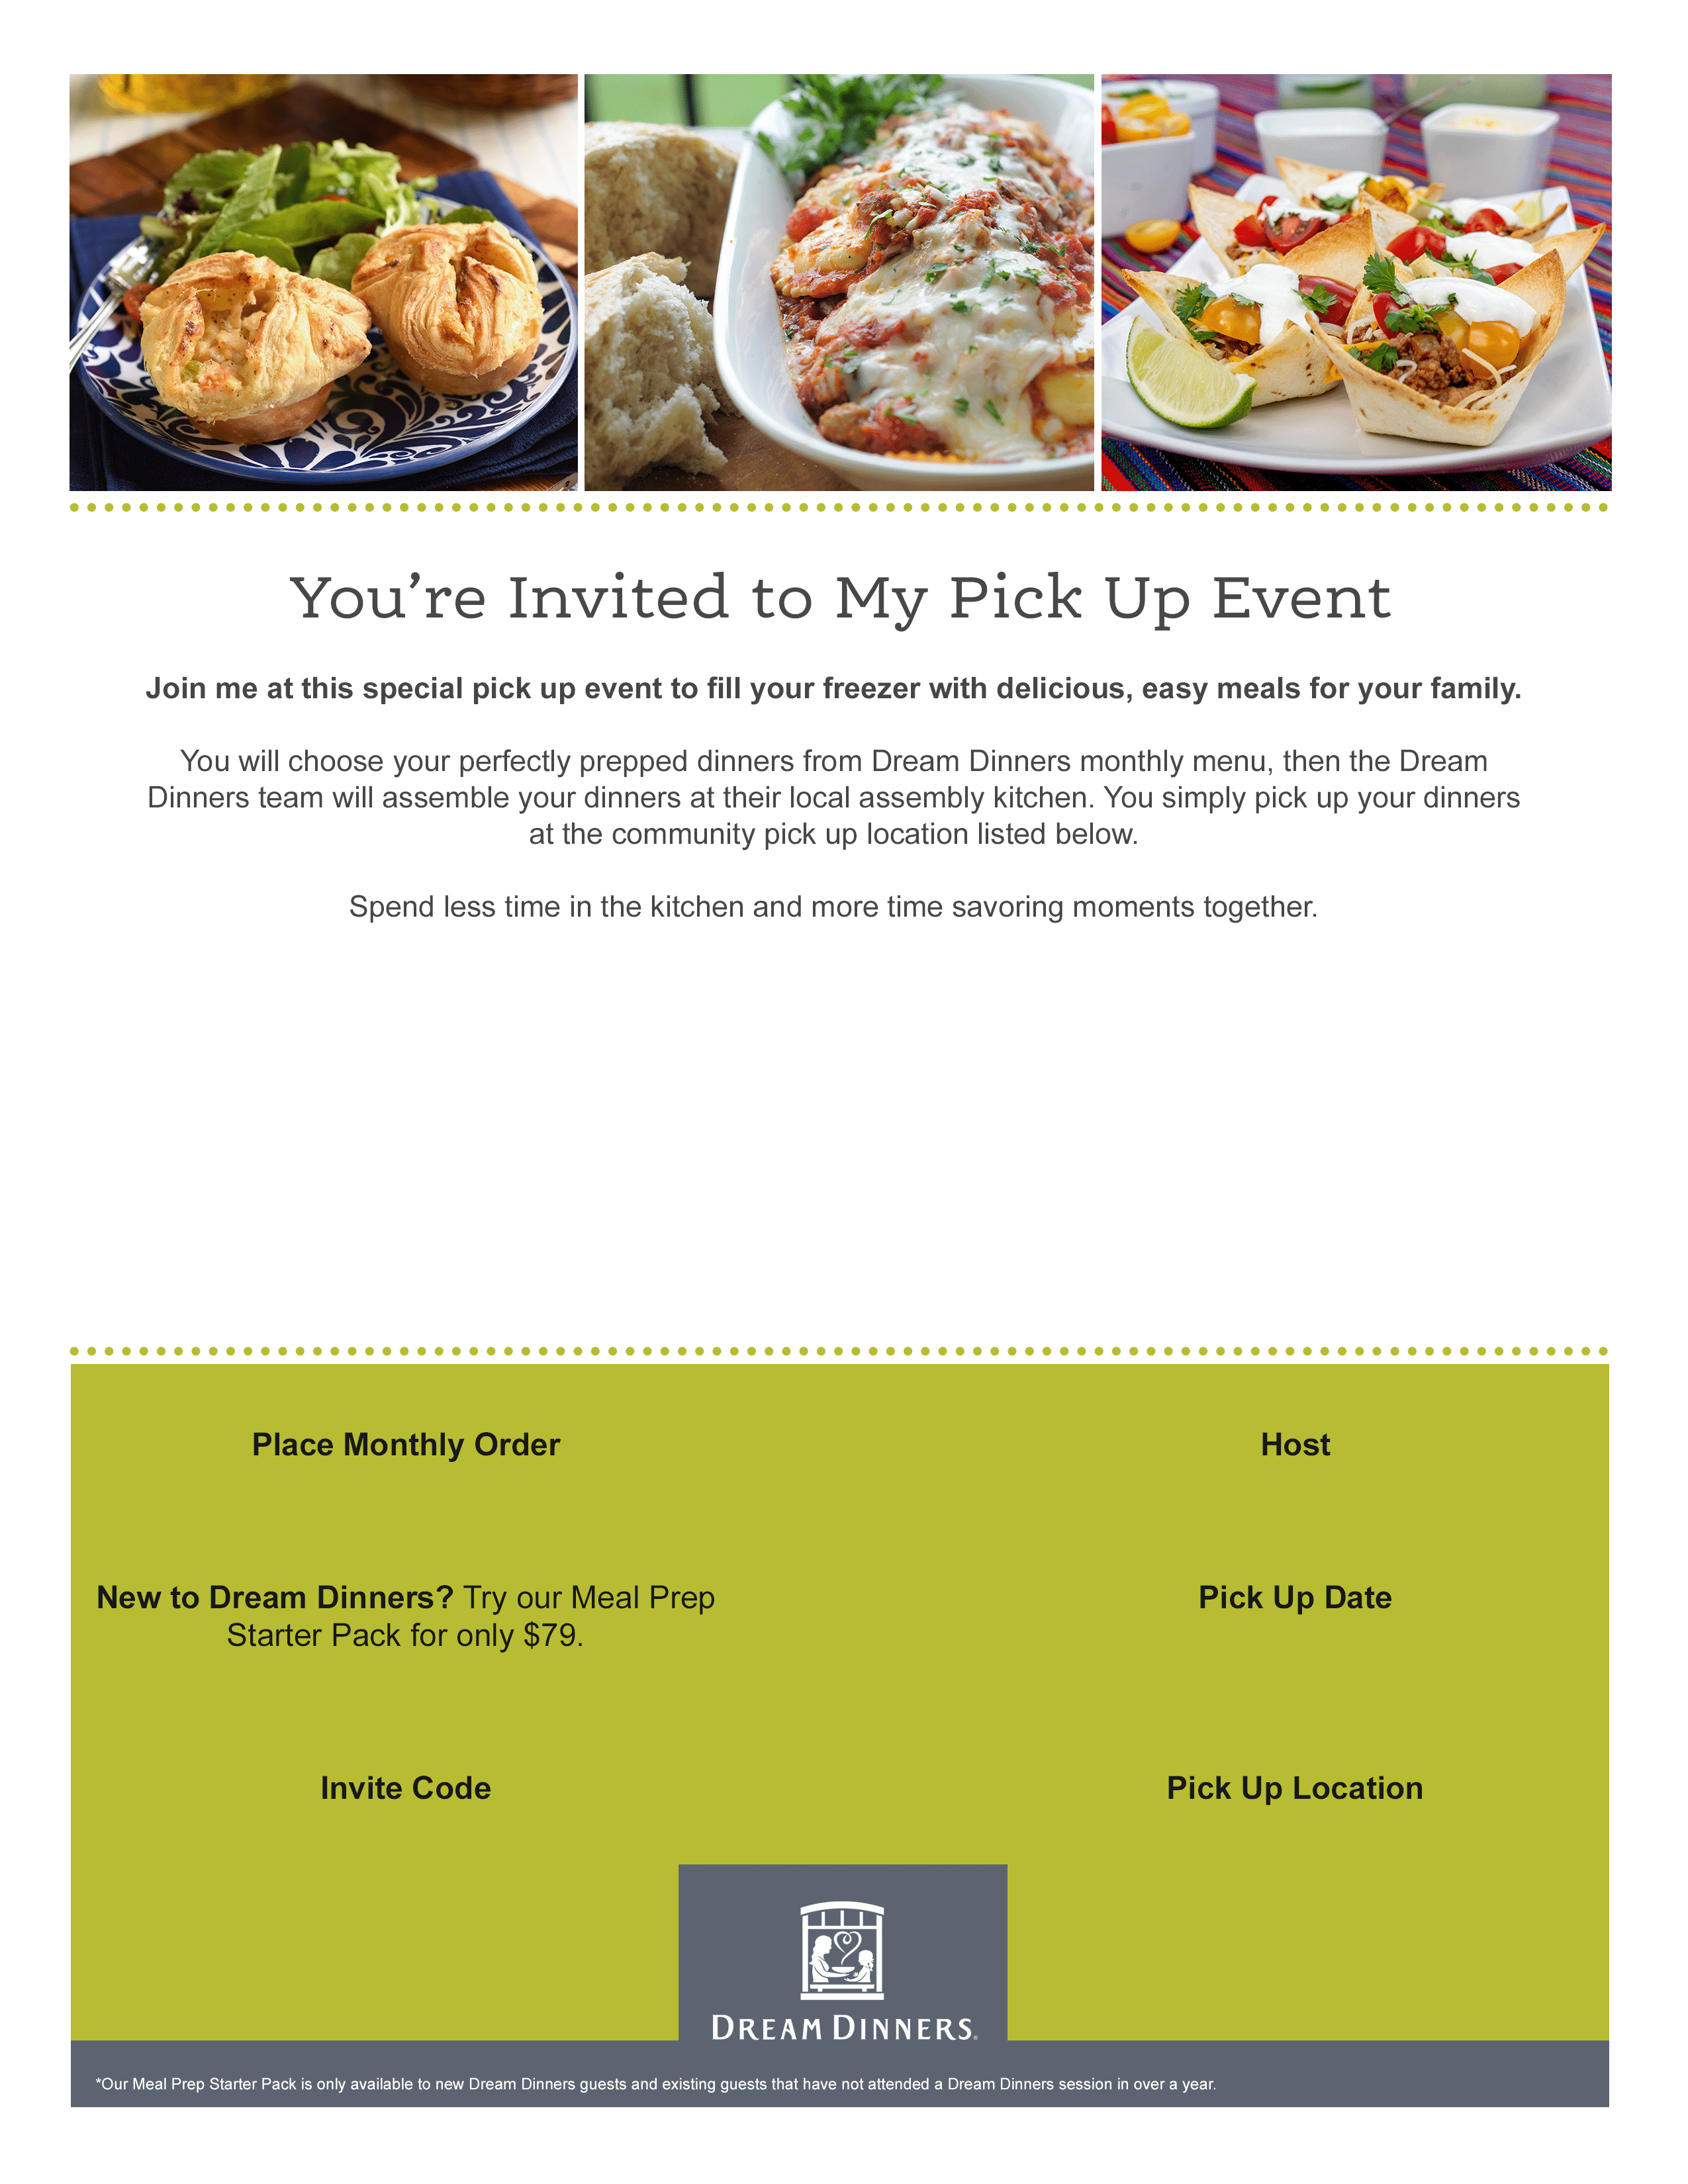 You’re Invited to My Pick Up Event
Join me at this special pick up event to fill your freezer with delicious, easy meals for your family.
You will choose your perfectly prepped dinners from Dream Dinners monthly menu, then the Dream
Dinners team will assemble your dinners at their local assembly kitchen. You simply pick up your dinners
at the community pick up location listed below.
Spend less time in the kitchen and more time savoring moments together.
Place Monthly Order
Host
New to Dream Dinners? Try our Meal Prep
Starter Pack for only $79.
Pick Up Date
Invite Code
Pick Up Location
DREAM DINNERS®
*Our Meal Prep Starter Pack is only available to new Dream Dinners guests and existing guests that have not attended a Dream Dinners session in over a year.